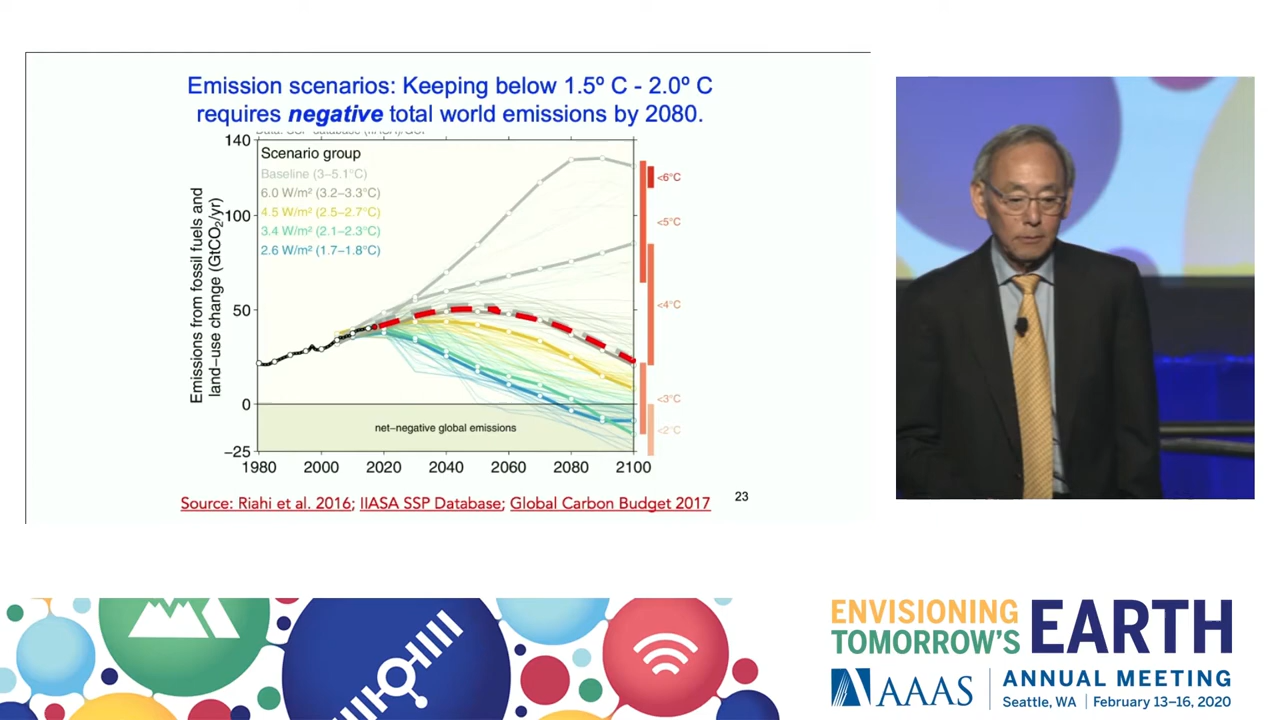 Emission scenarios: Keeping below 1.5º C - 2.0º C
requires negative total world emissions by 2080.
Scenario group
Baseline (3–5.1°C)
6.0 W/m² (3.2–3.3°C)
4.5 W/m² (2.5–2.7°C)
3.4 W/m² (2.1–2.3°C)
2.6 W/m² (1.7–1.8°C)
Emissions from fossil fuels and
land–use change (GtCO₂/yr)
140
100
50
0
−25
1980
2000
2020
2040
2060
2080
2100
net–negative global emissions
<6°C
<5°C
<4°C
<3°C
<2°C
Source: Riahi et al. 2016; IIASA SSP Database; Global Carbon Budget 2017
23
ENVISIONING
TOMORROW'S
EARTH
AAAS
ANNUAL MEETING
Seattle, WA | February 13–16, 2020